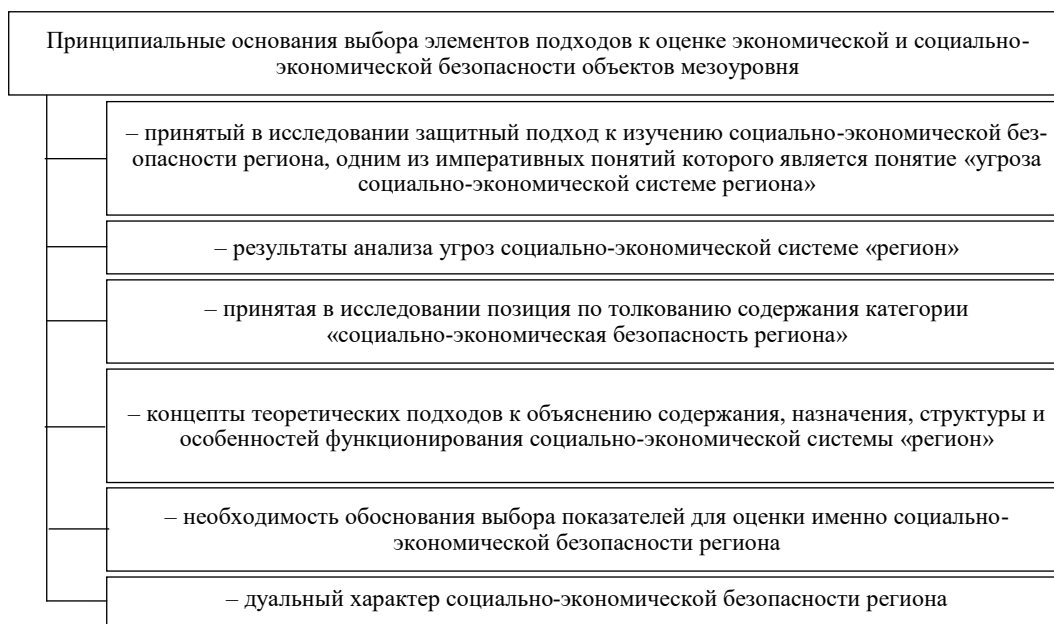 Принципиальные основания выбора элементов подходов к оценке экономической и социально-
экономической безопасности объектов мезоуровня
– принятый в исследовании защитный подход к изучению социально-экономической без-
опасности региона, одним из императивных понятий которого является понятие «угроза
социально-экономической системе региона»
– результаты анализа угроз социально-экономической системе «регион»
– принятая в исследовании позиция по толкованию содержания категории
«социально-экономическая безопасность региона»
– концепты теоретических подходов к объяснению содержания, назначения, структуры и
особенностей функционирования социально-экономической системы «регион»
– необходимость обоснования выбора показателей для оценки именно социально-
экономической безопасности региона
– дуальный характер социально-экономической безопасности региона